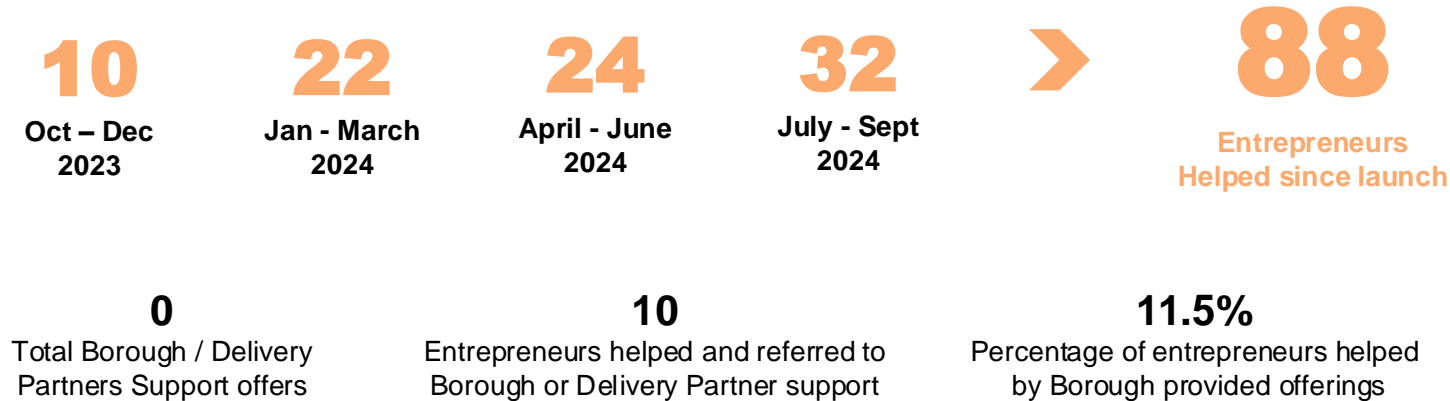 10
Oct – Dec
2023
22
Jan - March
2024
24
April - June
2024
32
July - Sept
2024
88
Entrepreneurs
Helped since launch
0
Total Borough / Delivery
Partners Support offers
10
Entrepreneurs helped and referred to
Borough or Delivery Partner support
11.5%
Percentage of entrepreneurs helped
by Borough provided offerings